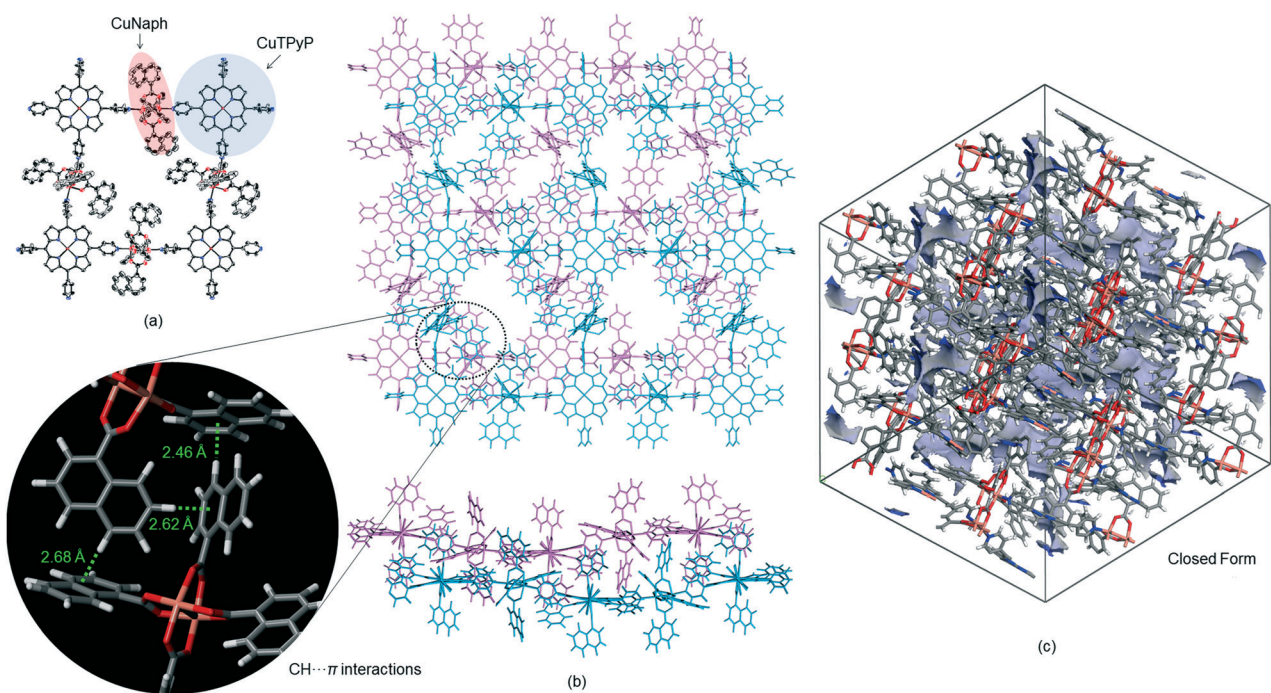 CuNaph
CuTPyP
(a)
2.46 Å
2.62 Å
2.68 Å
CH···π interactions
(b)
Closed Form
(c)